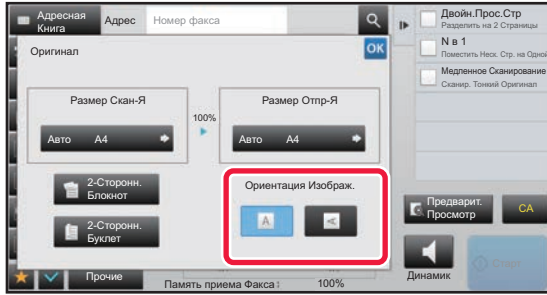 Адресная
Книга
Адрес
Номер факса
Оригинал
OK
Размер Скан-Я
Авто A4
100%
Размер Отпр-Я
Авто A4
2-Сторонн.
Блокнот
2-Сторонн.
Буклет
Ориентация Изображ.
A
A
Прочие
Память приема Факса:
100%
Двойн.Прос.Стр
Разделить на 2 Страницы
N в 1
Поместить Неск. Стр. на Одной
Медленное Сканирование
Сканир. Тонкий Оригинал
Предварит.
Просмотр
CA
Динамик
Старт